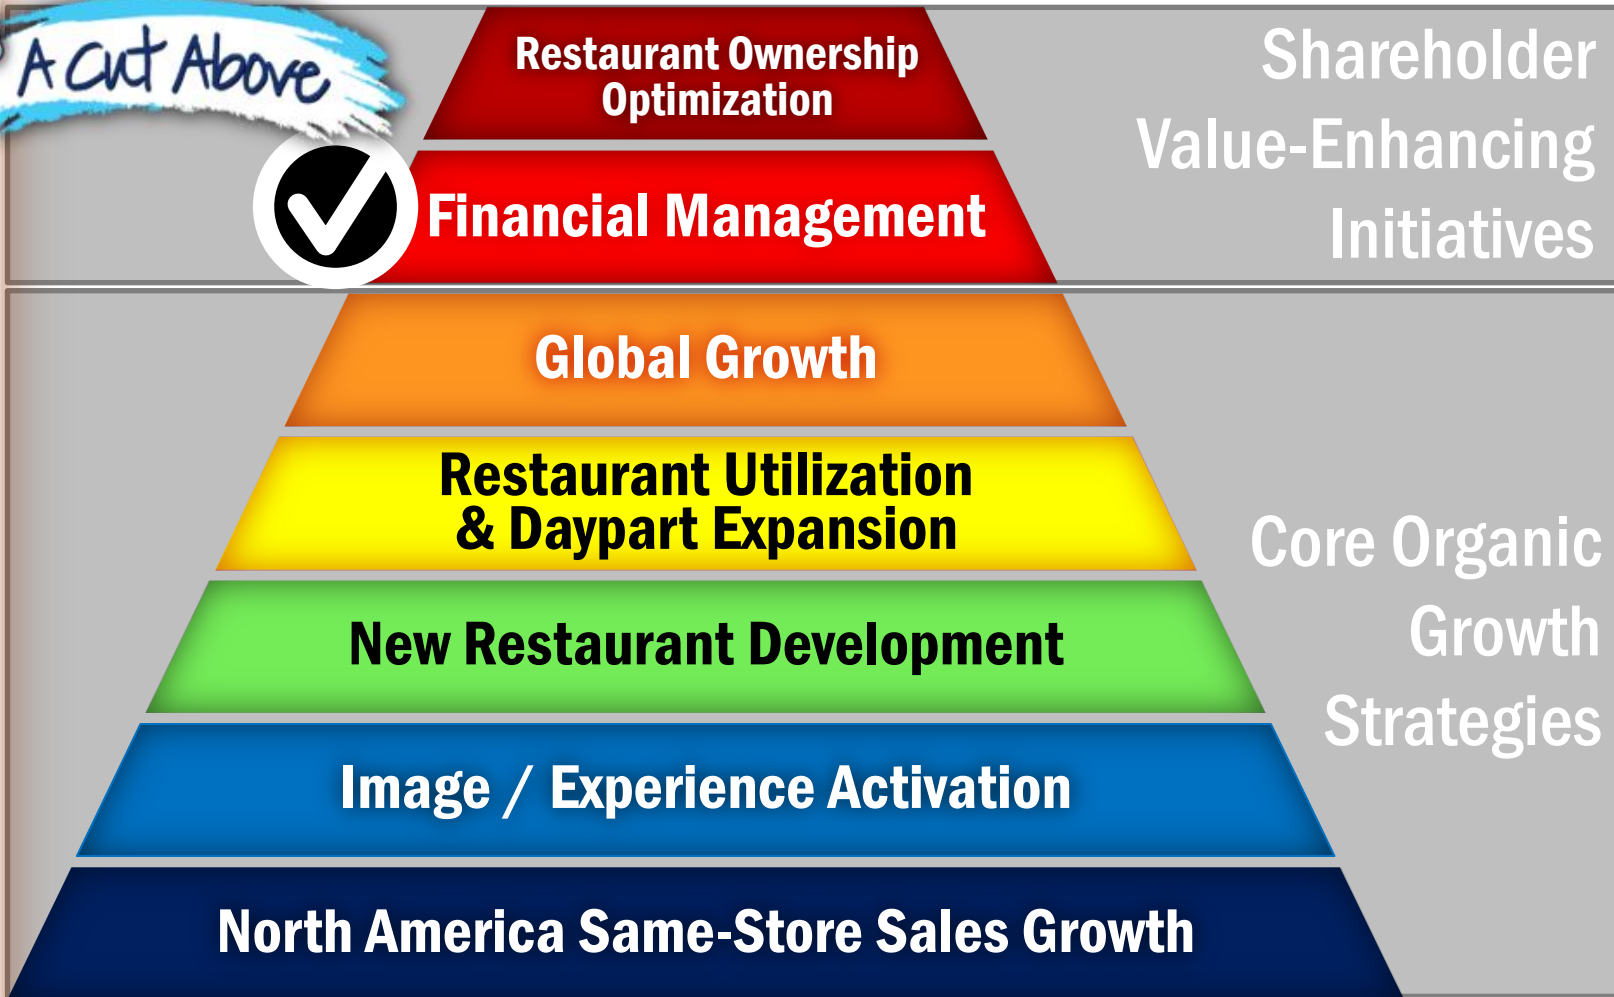 A Cut Above
Restaurant Ownership
Optimization
Financial Management
Shareholder
Value-Enhancing
Initiatives
Global Growth
Restaurant Utilization
& Daypart Expansion
New Restaurant Development
Image / Experience Activation
North America Same-Store Sales Growth
Core Organic
Growth
Strategies